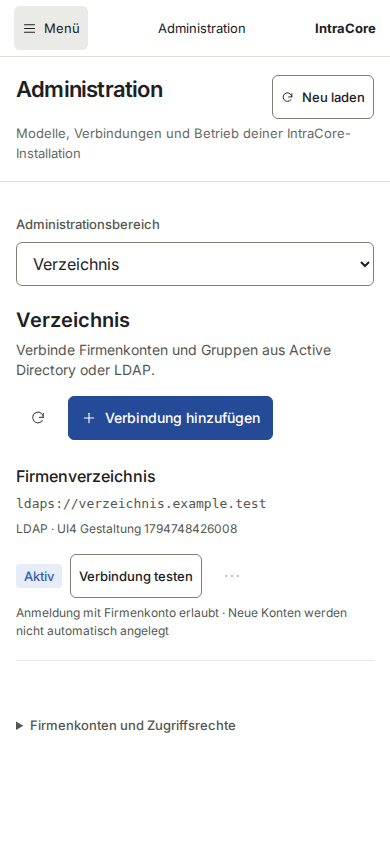 Menü
Administration
IntraCore
Administration
Neu laden
Modelle, Verbindungen und Betrieb deiner IntraCore-
Installation
Administrationsbereich
Verzeichnis
Verzeichnis
Verbinde Firmenkonten und Gruppen aus Active
Directory oder LDAP.
Verbindung hinzufügen
Firmenverzeichnis
ldaps://verzeichnis.example.test
LDAP · UI4 Gestaltung 1794748426008
Aktiv
Verbindung testen
Anmeldung mit Firmenkonto erlaubt · Neue Konten werden
nicht automatisch angelegt
Firmenkonten und Zugriffsrechte